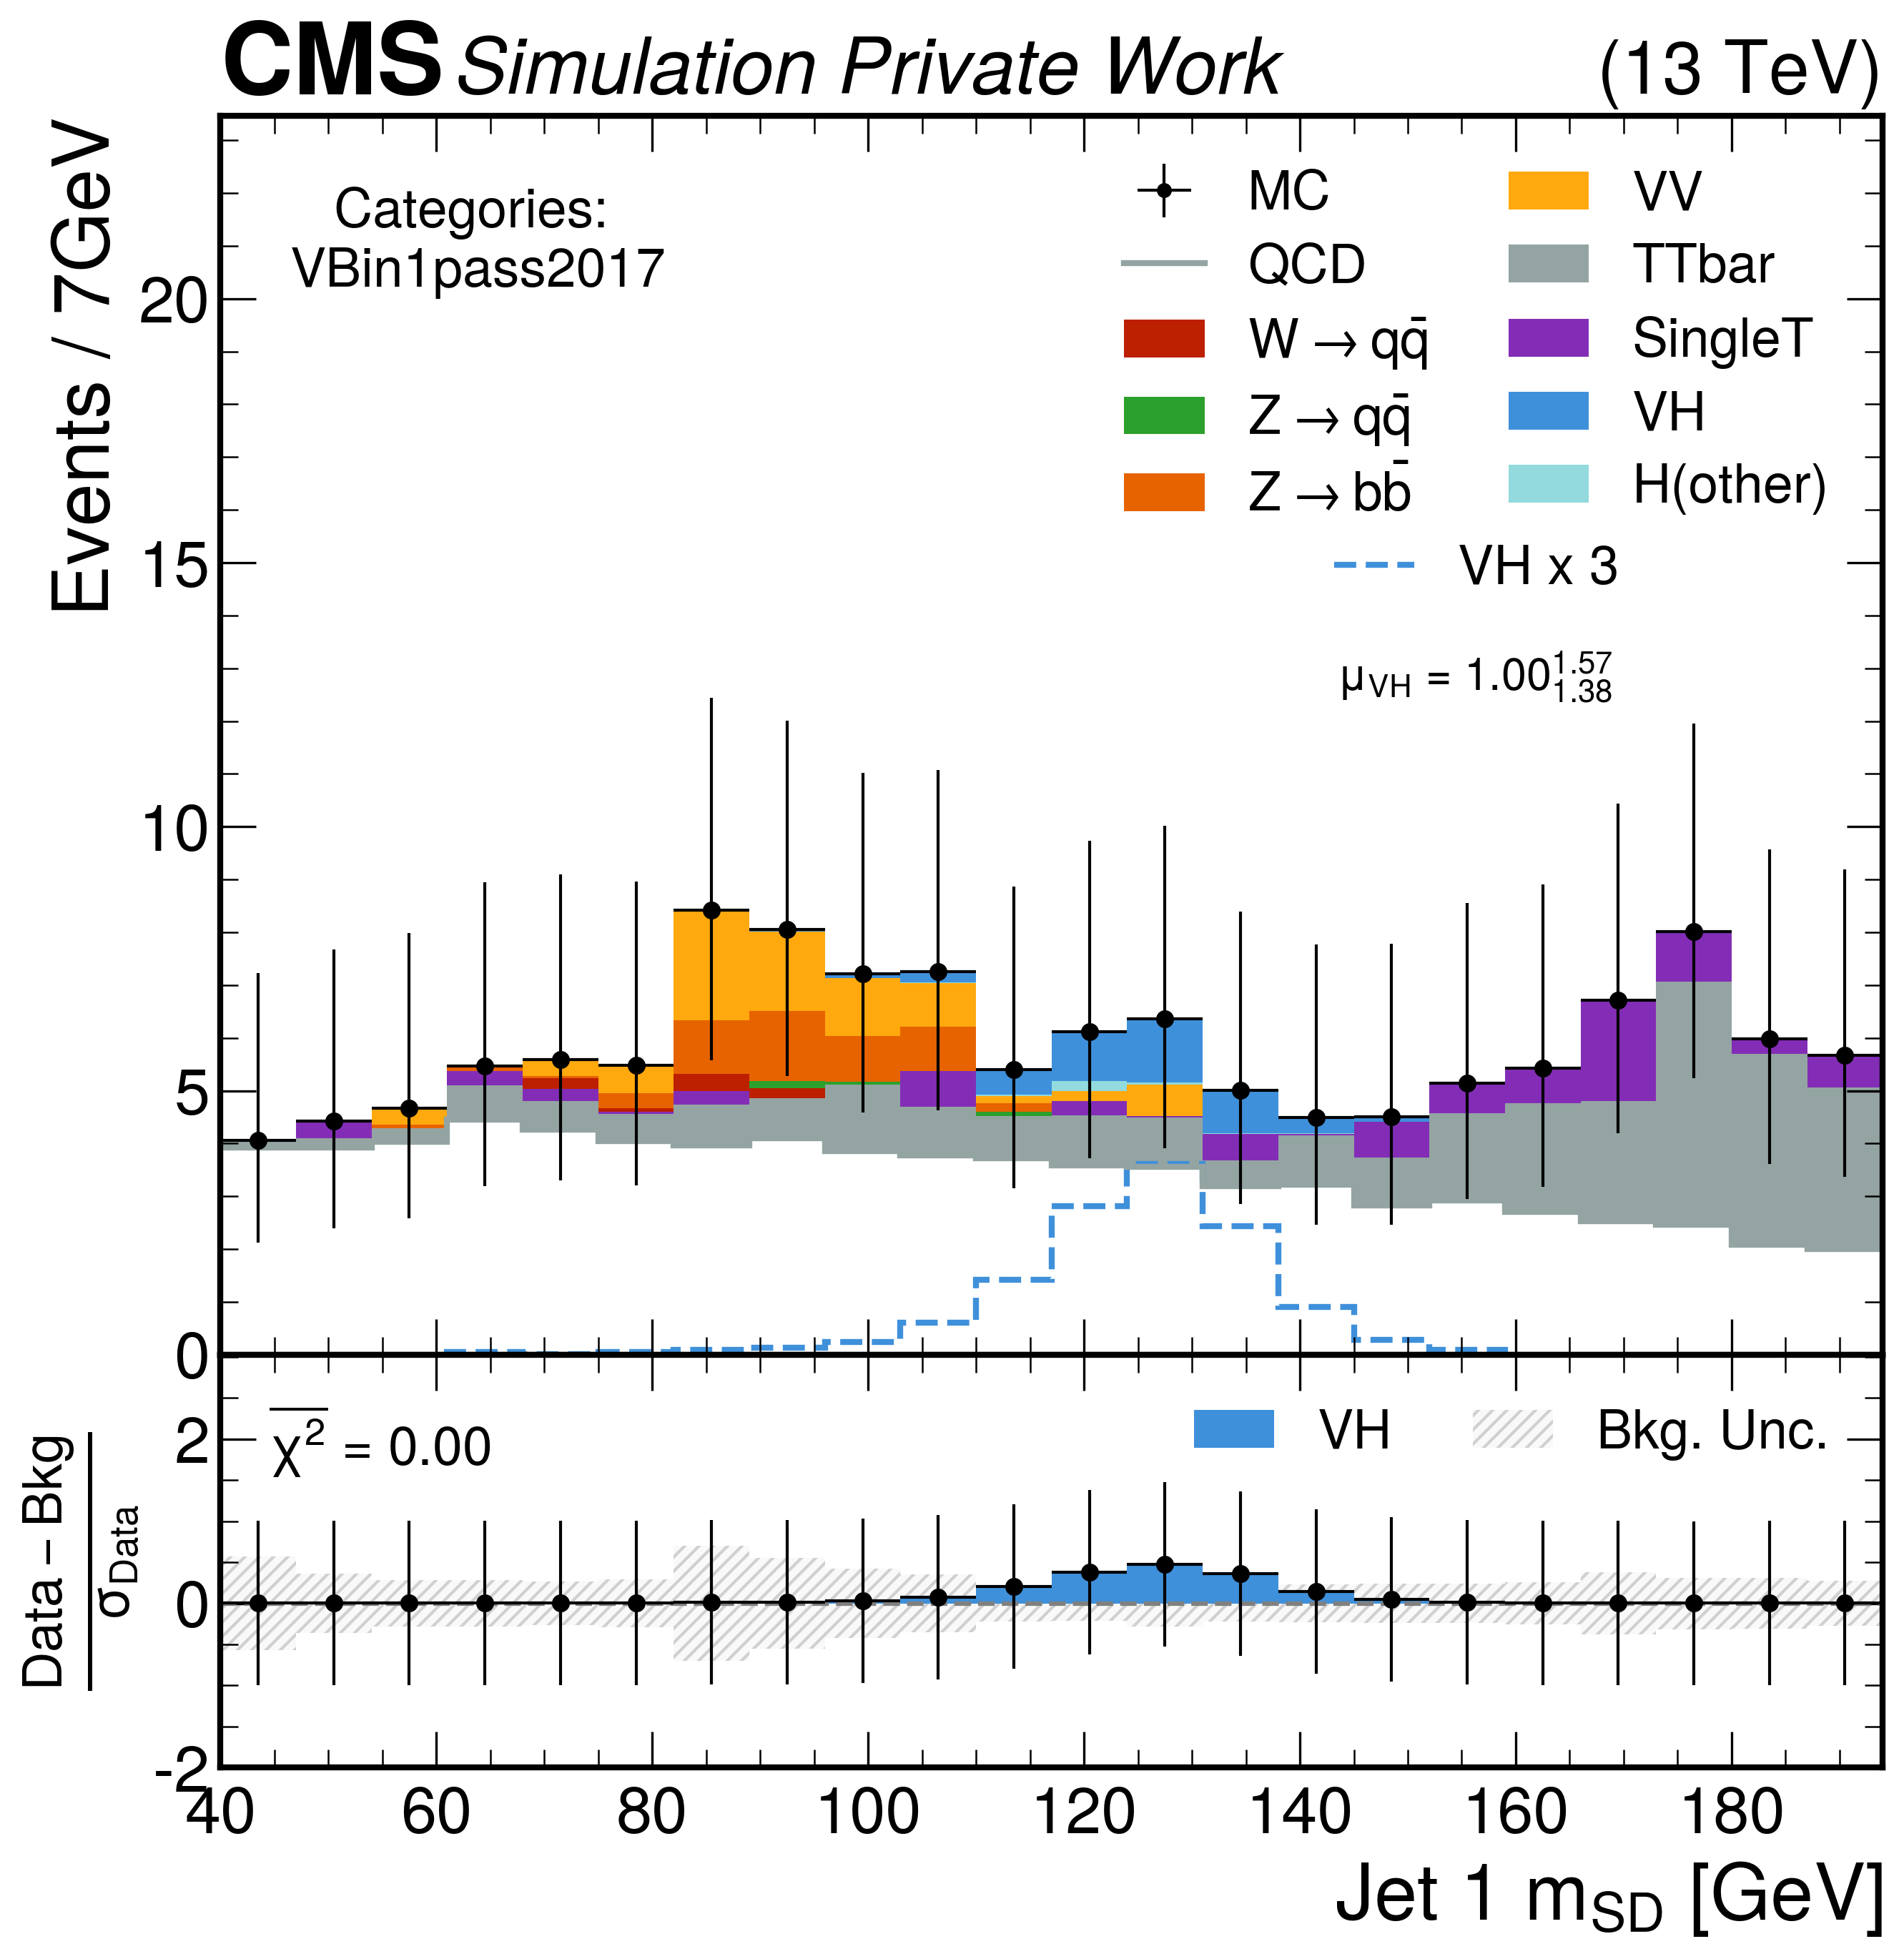 CMS Simulation Private Work (13 TeV)
Events / 7GeV
Categories:
VBin1pass2017
MC
QCD
W → qq̄
Z → qq̄
Z → bb̄
VV
TTbar
SingleT
VH
H(other)
VH x 3
μ_VH = 1.00^1.57_1.38
20
15
10
5
0
Data − Bkg
σ_Data
χ² = 0.00
VH
Bkg. Unc.
2
0
-2
40 60 80 100 120 140 160 180
Jet 1 m_SD [GeV]